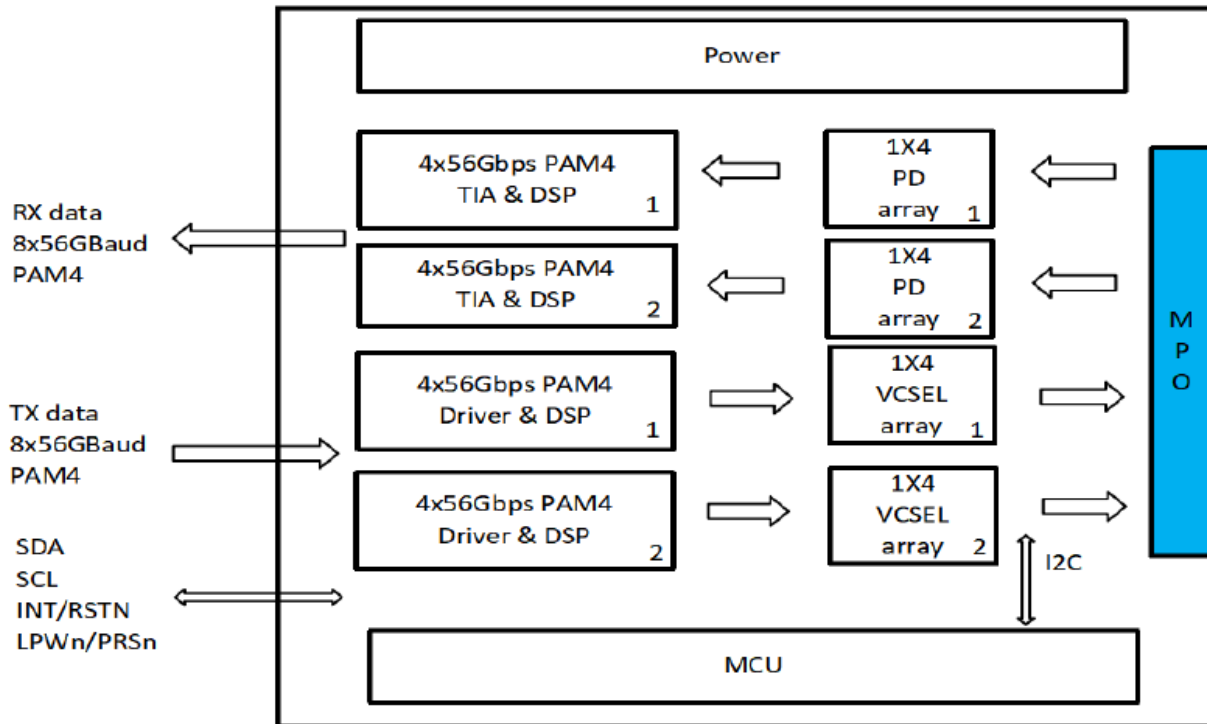 Power
4x56Gbps PAM4
TIA & DSP
1
1X4
PD
array 1
RX data
8x56GBaud
PAM4
4x56Gbps PAM4
TIA & DSP
2
1X4
PD
array 2
M
P
O
4x56Gbps PAM4
Driver & DSP
1
1X4
VCSEL
array 1
TX data
8x56GBaud
PAM4
4x56Gbps PAM4
Driver & DSP
2
1X4
VCSEL
array 2
SDA
SCL
INT/RSTN
LPWn/PRSn
I2C
MCU